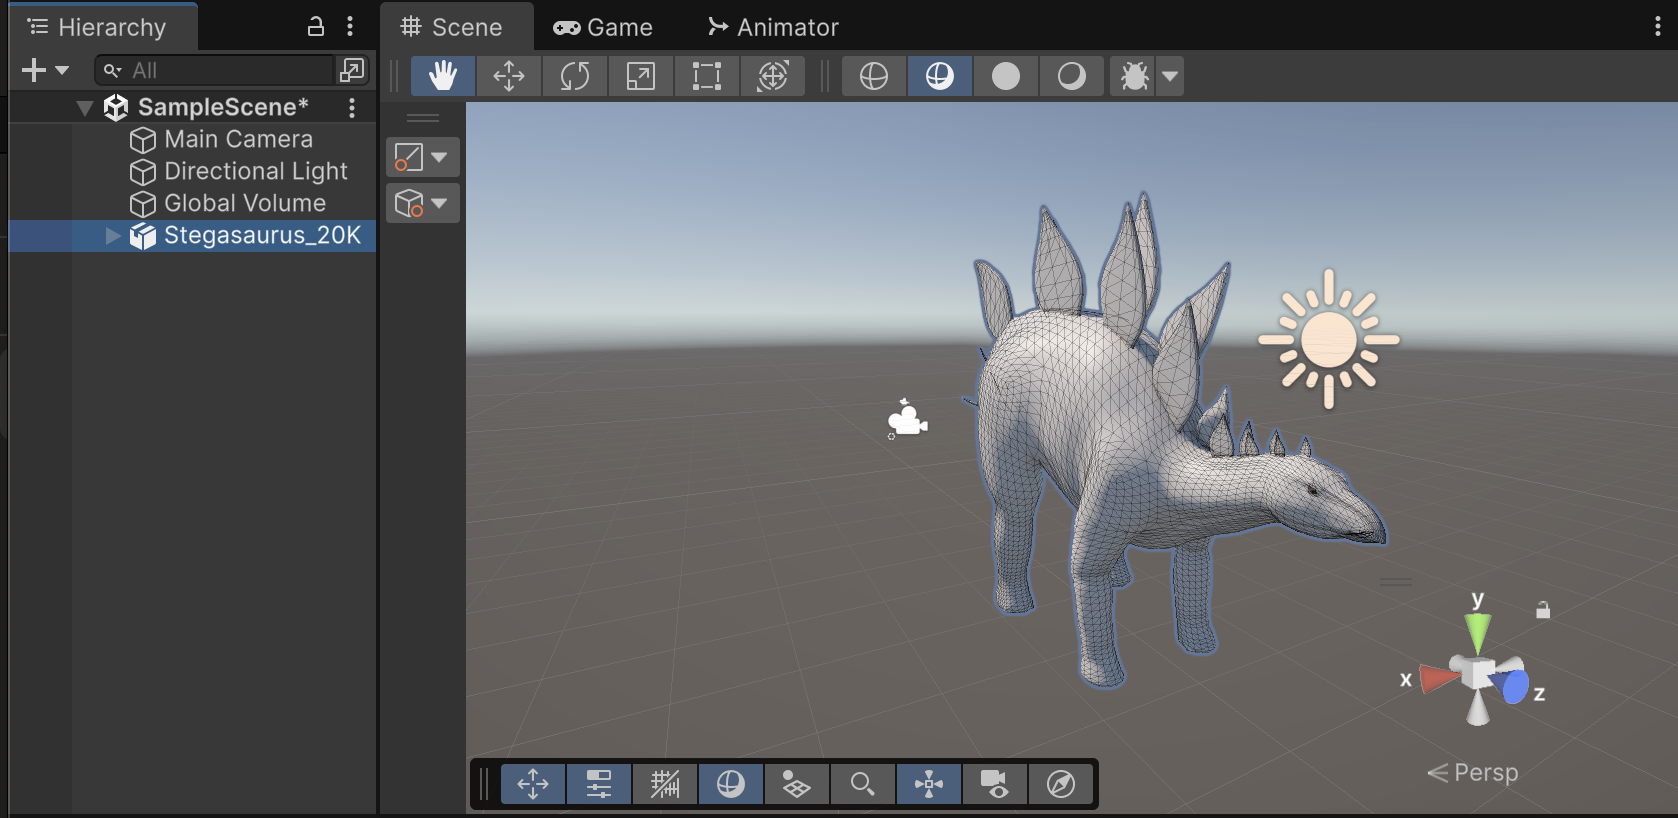 Hierarchy
All
SampleScene*
Main Camera
Directional Light
Global Volume
Stegasaurus_20K
Scene
Game
Animator
y
x
z
Persp